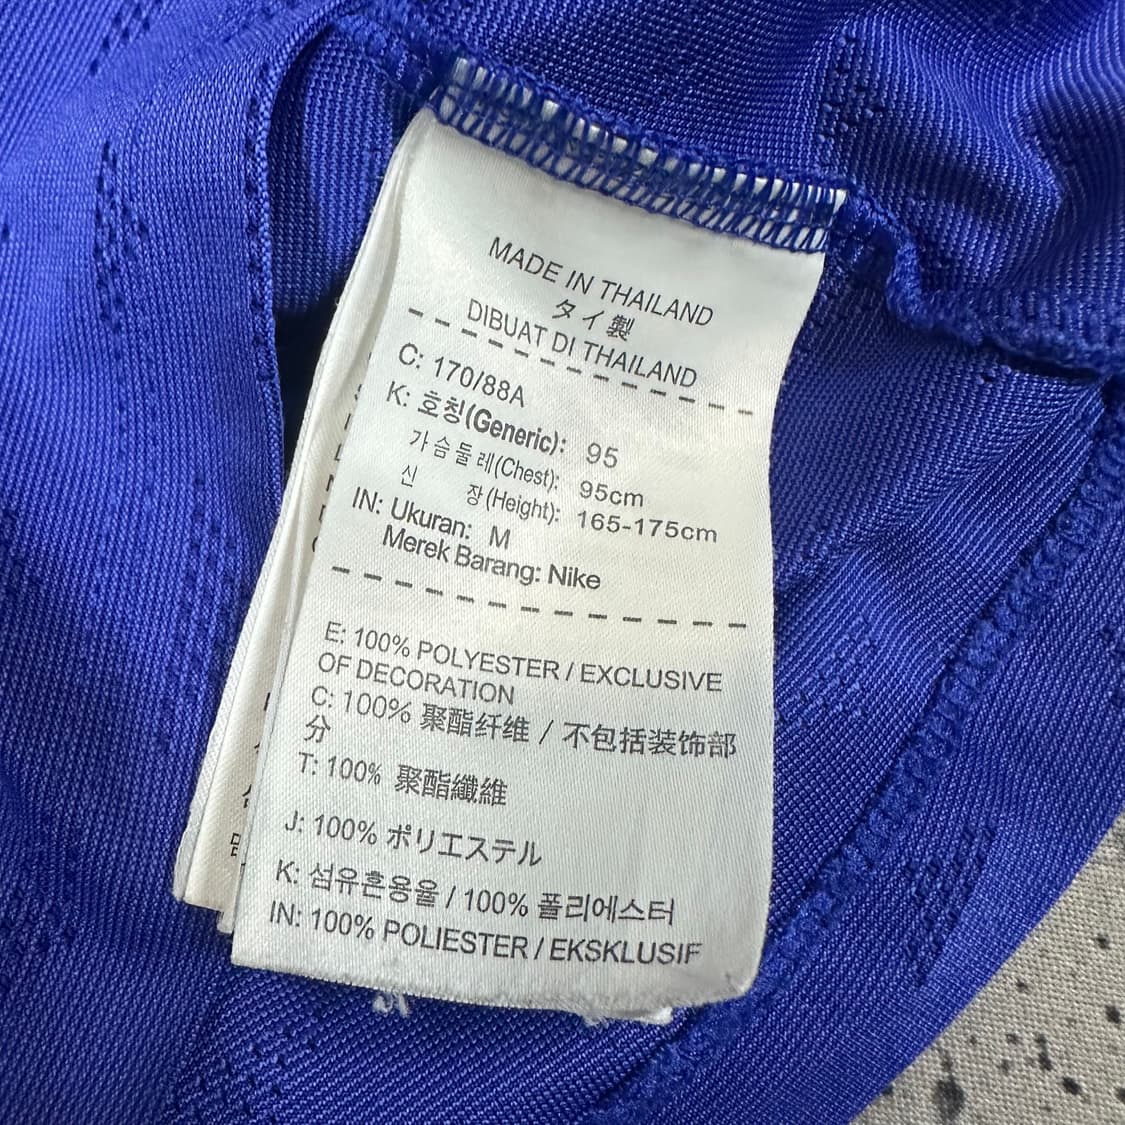 MADE IN THAILAND
タイ製
DIBUAT DI THAILAND
C: 170/88A
K: 호칭(Generic): 95
가슴둘레(Chest): 95cm
신 장(Height): 165-175cm
IN: Ukuran: M
Merek Barang: Nike
E: 100% POLYESTER / EXCLUSIVE
OF DECORATION
C: 100% 聚酯纤维 / 不包括装饰部
分
T: 100% 聚酯纖維
J: 100% ポリエステル
K: 섬유혼용율 / 100% 폴리에스터
IN: 100% POLIESTER / EKSKLUSIF